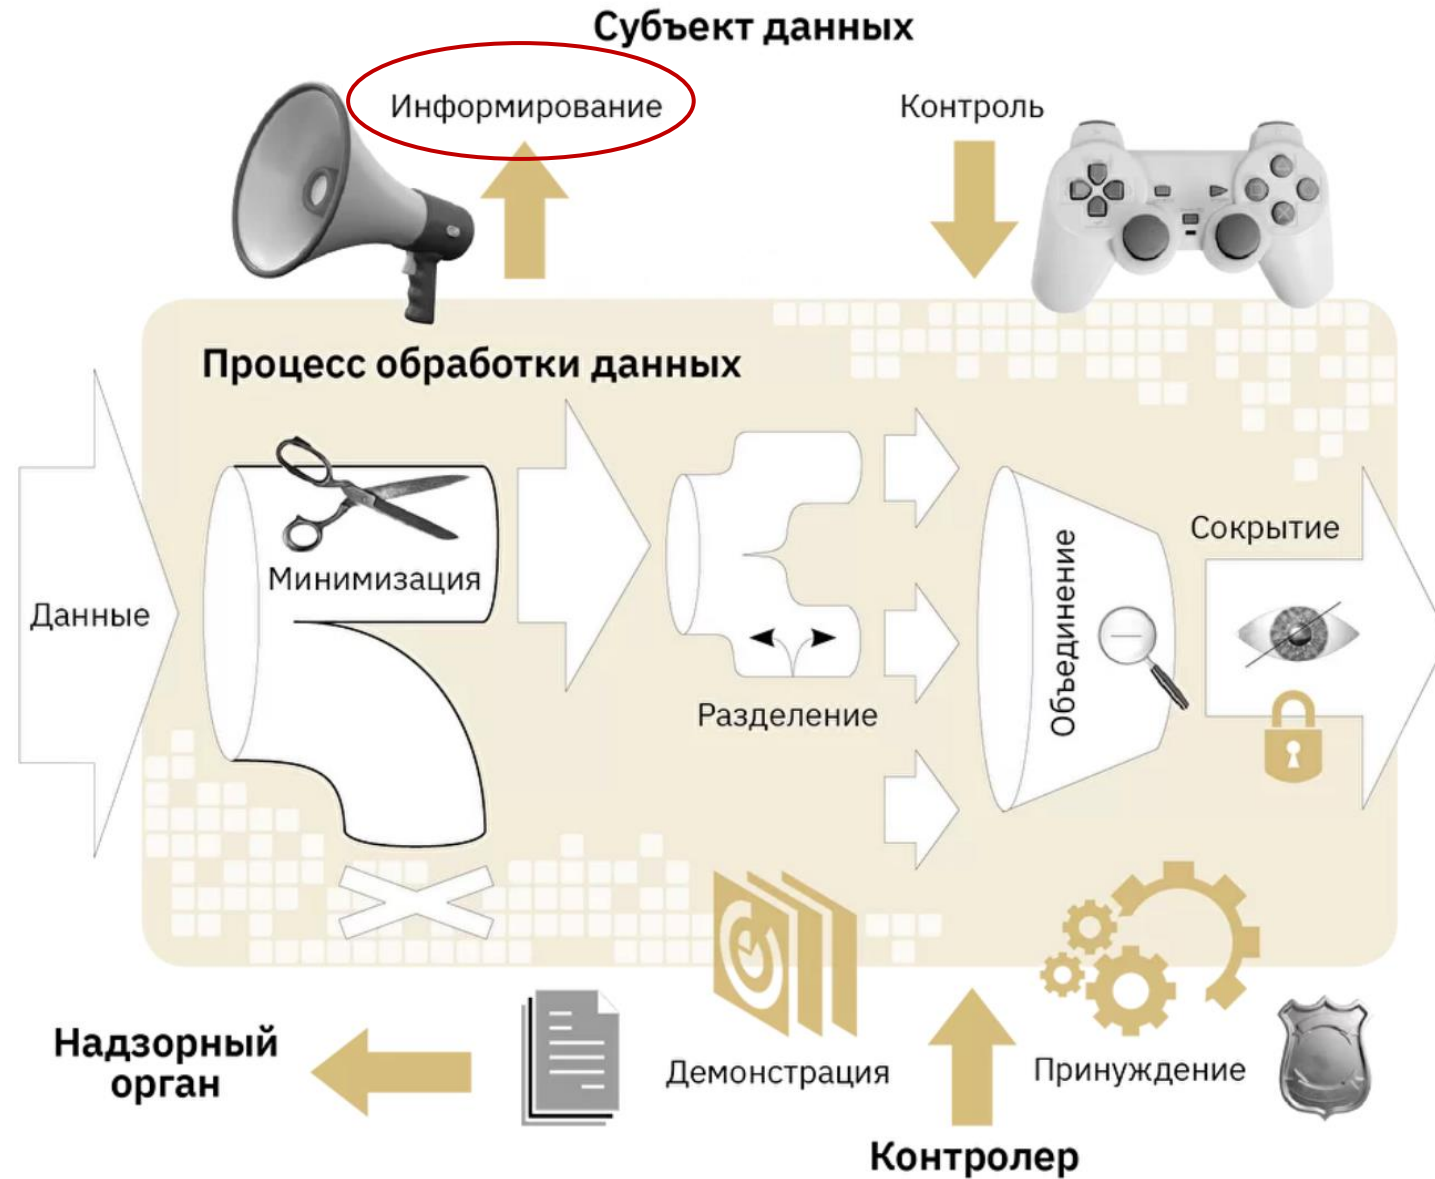 Субъект данных
Информирование
Контроль
Процесс обработки данных
Данные
Минимизация
Разделение
Объединение
Сокрытие
Надзорный
орган
Демонстрация
Принуждение
Контролер